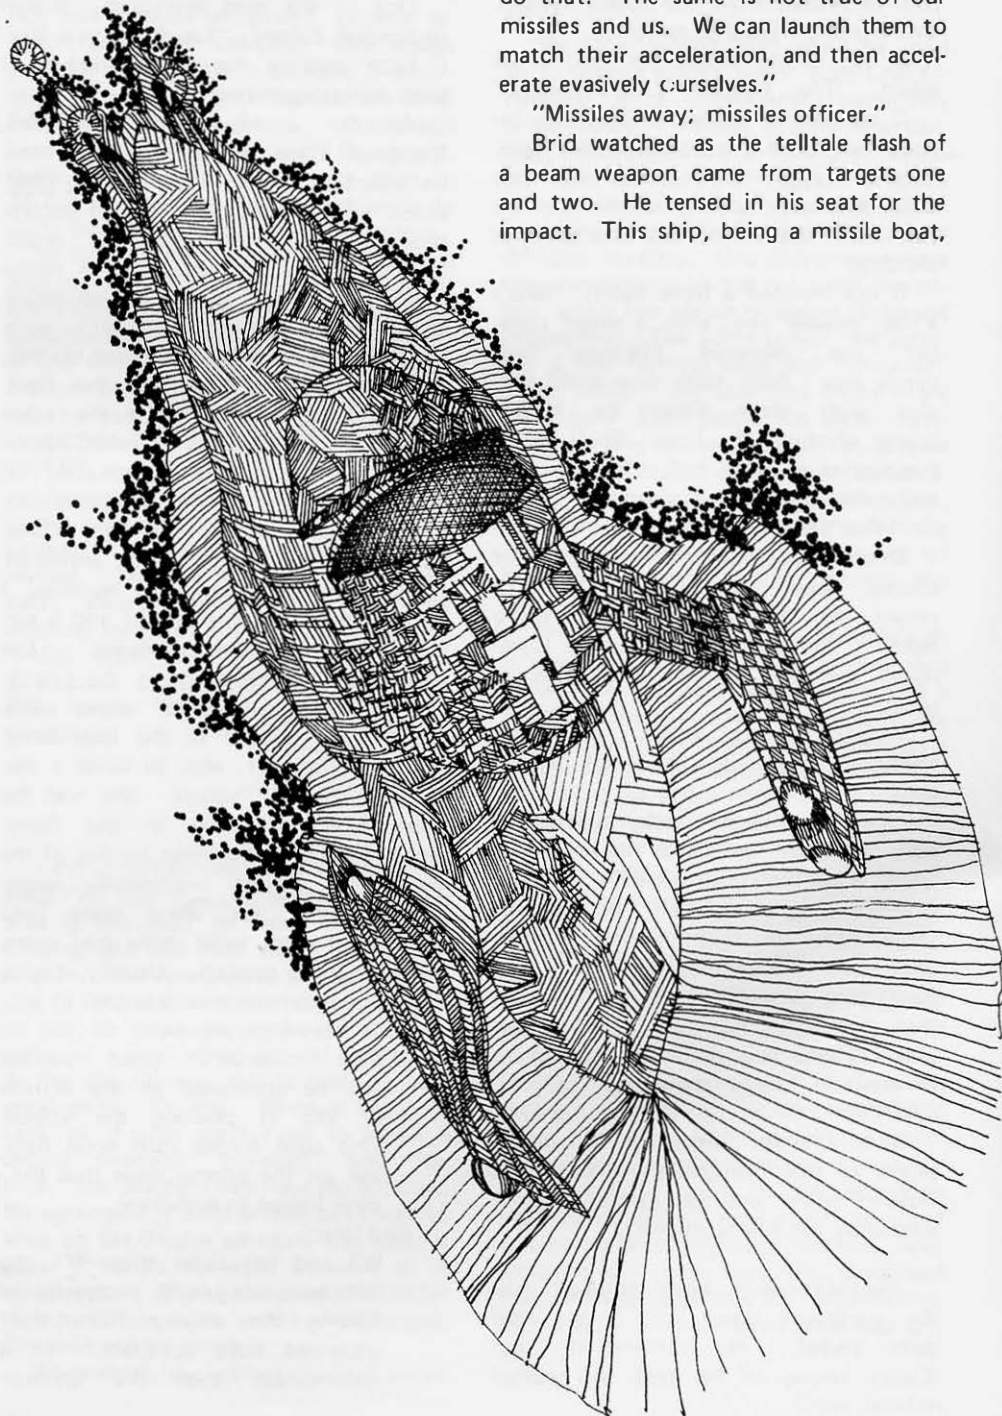 do that. The same is not true of our
missiles and us. We can launch them to
match their acceleration, and then accel-
erate evasively ourselves."
"Missiles away; missiles officer."
Brid watched as the telltale flash of
a beam weapon came from targets one
and two. He tensed in his seat for the
impact. This ship, being a missile boat,